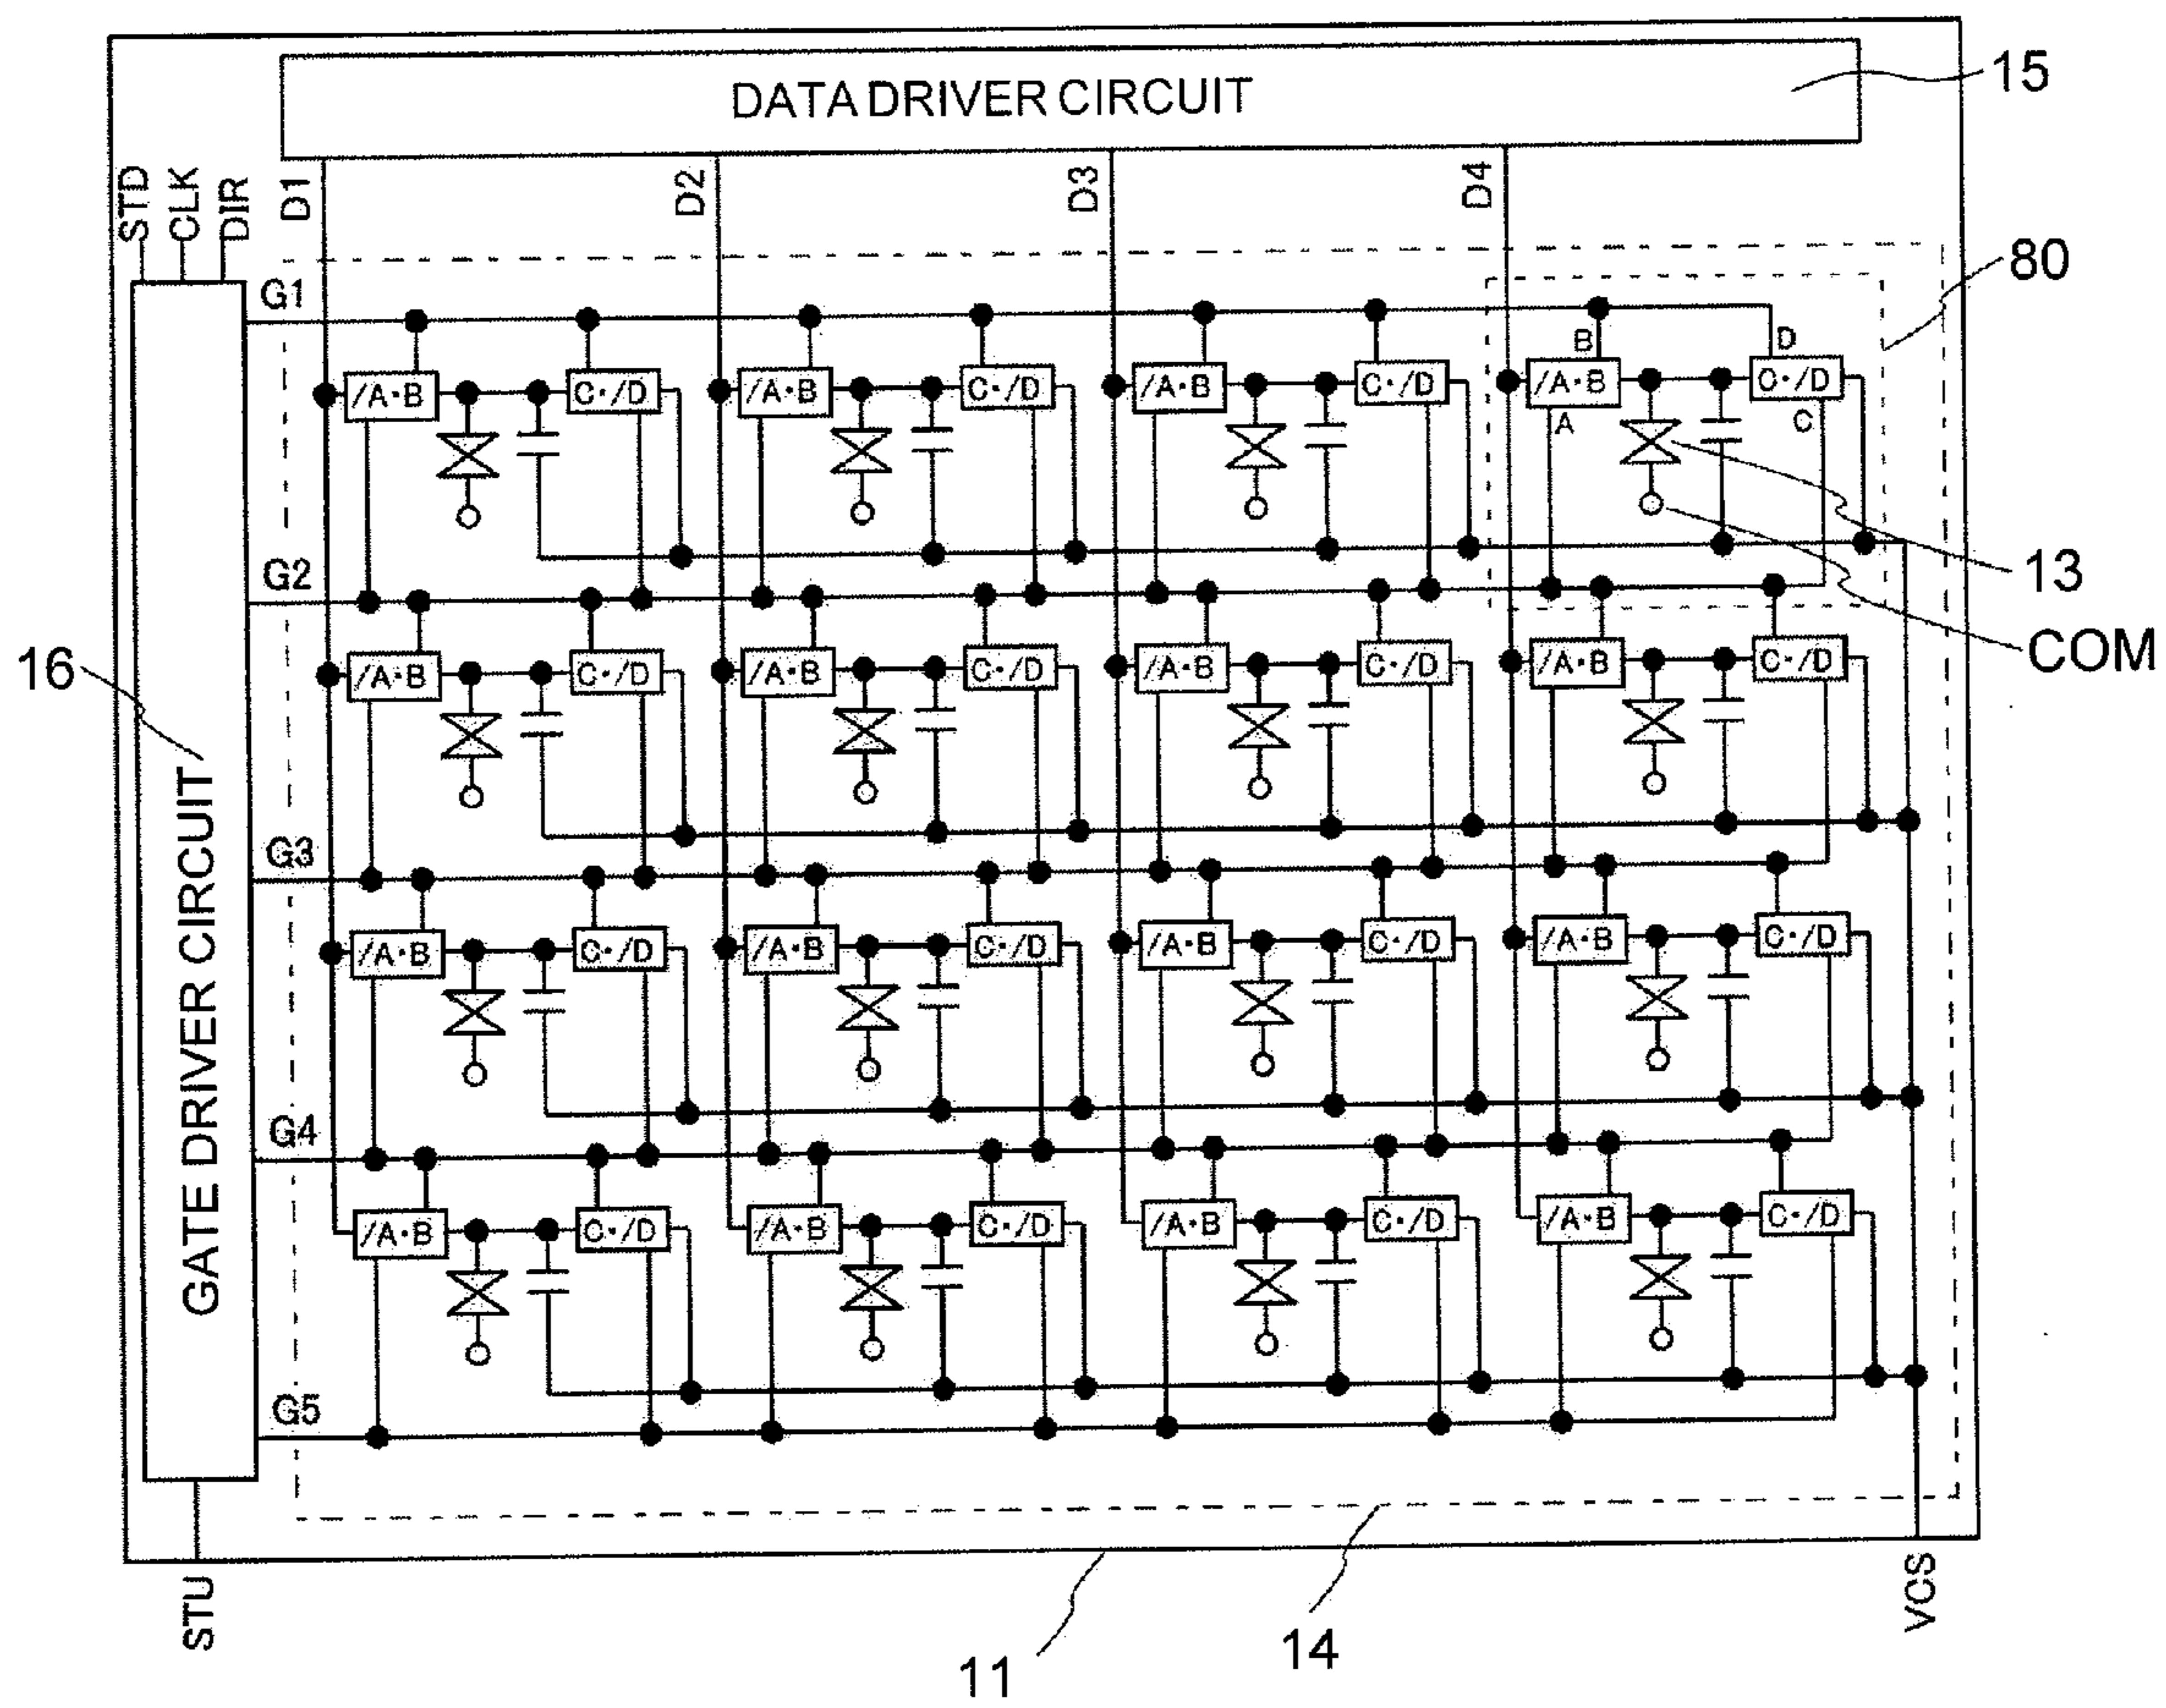 DATA DRIVER CIRCUIT
15
STD
CLK
DIR
D1
D2
D3
D4
80
G1
B
D
/A·B
C·/D
/A·B
C·/D
/A·B
C·/D
/A·B
C·/D
A
C
13
G2
COM
16
/A·B
C·/D
/A·B
C·/D
/A·B
C·/D
/A·B
C·/D
GATE DRIVER CIRCUIT
G3
/A·B
C·/D
/A·B
C·/D
/A·B
C·/D
/A·B
C·/D
G4
/A·B
C·/D
/A·B
C·/D
/A·B
C·/D
/A·B
C·/D
G5
STU
VCS
11
14